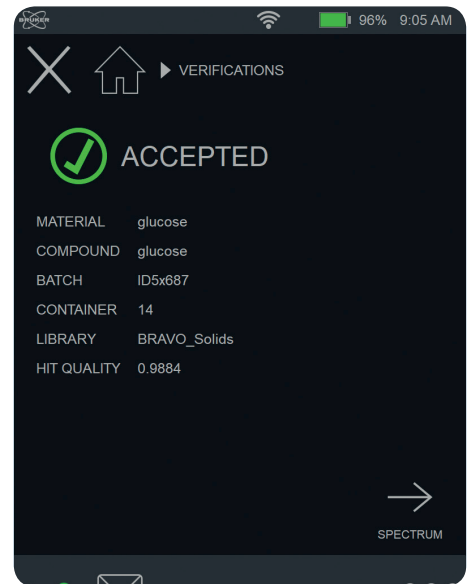 BRUKER
96% 9:05 AM
VERIFICATIONS
ACCEPTED
MATERIAL glucose
COMPOUND glucose
BATCH ID5x687
CONTAINER 14
LIBRARY BRAVO_Solids
HIT QUALITY 0.9884
SPECTRUM